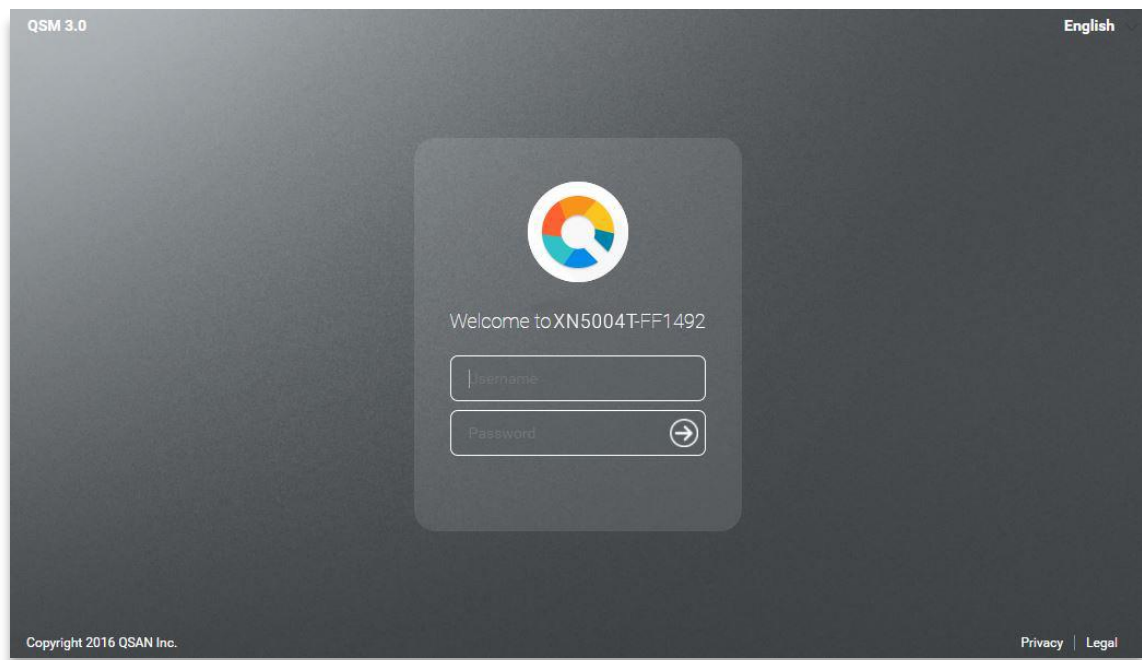 QSM 3.0
English
Welcome to XN5004T-FF1492
Username
Password
Copyright 2016 QSAN Inc.
Privacy | Legal